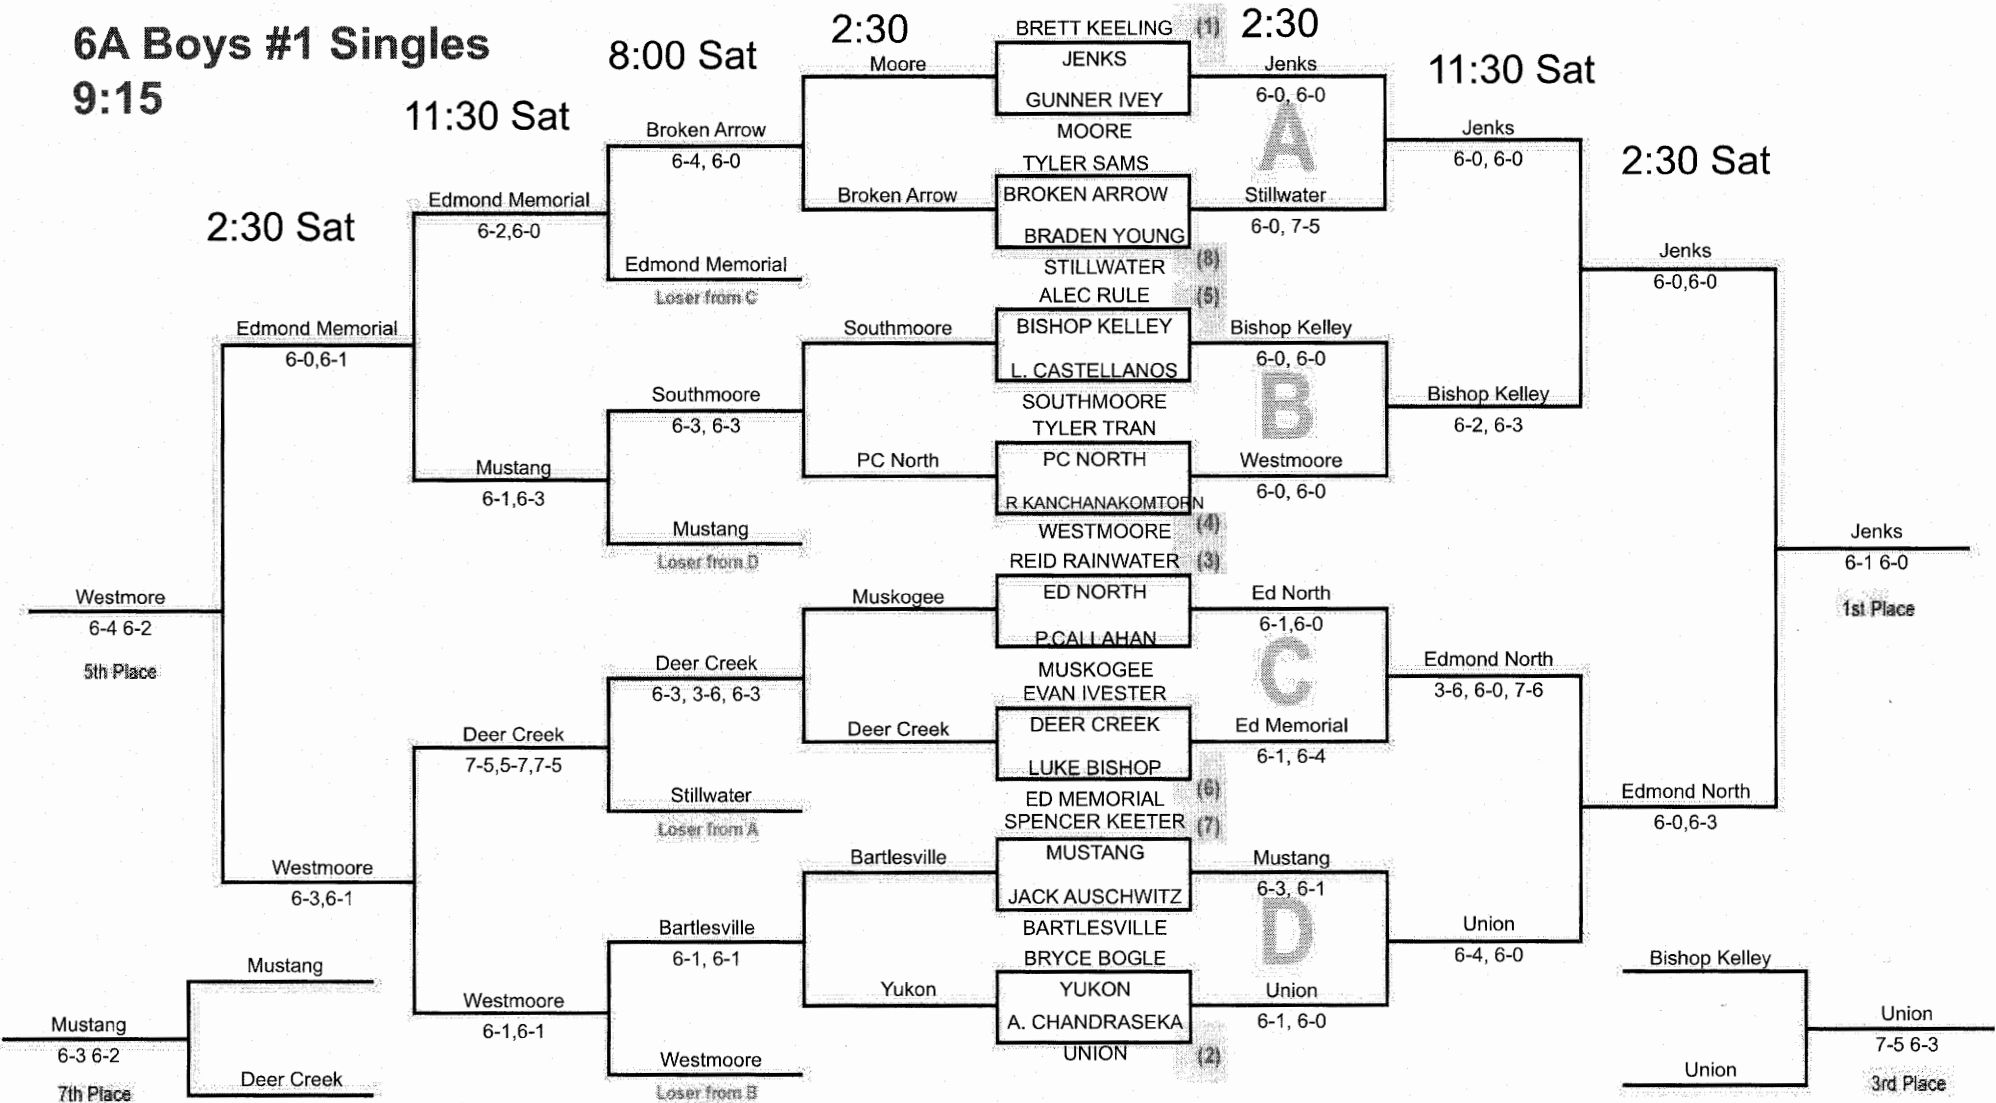 6A Boys #1 Singles
9:15
2:30 Sat
11:30 Sat
8:00 Sat
2:30
2:30
11:30 Sat
2:30 Sat
BRETT KEELING (1)
JENKS
GUNNER IVEY
MOORE
TYLER SAMS
BROKEN ARROW
BRADEN YOUNG
STILLWATER (8)
ALEC RULE (5)
BISHOP KELLEY
L. CASTELLANOS
SOUTHMOORE
TYLER TRAN
PC NORTH
R KANCHANAKOMTORN
WESTMOORE (4)
REID RAINWATER (3)
ED NORTH
P.CALLAHAN
MUSKOGEE
EVAN IVESTER
DEER CREEK
LUKE BISHOP
ED MEMORIAL (6)
SPENCER KEETER (7)
MUSTANG
JACK AUSCHWITZ
BARTLESVILLE
BRYCE BOGLE
YUKON
A. CHANDRASEKA
UNION (2)
Jenks
6-0, 6-0
A
Stillwater
6-0, 7-5
Bishop Kelley
6-0, 6-0
B
Westmoore
6-0, 6-0
Ed North
6-1,6-0
C
Ed Memorial
6-1, 6-4
Mustang
6-3, 6-1
D
Union
6-1, 6-0
Jenks
6-0, 6-0
Bishop Kelley
6-2, 6-3
Edmond North
3-6, 6-0, 7-6
Union
6-4, 6-0
Jenks
6-0,6-0
Edmond North
6-0,6-3
Jenks
6-1 6-0
1st Place
Bishop Kelley
Union
Union
7-5 6-3
3rd Place
Moore
Broken Arrow
Southmoore
PC North
Muskogee
Deer Creek
Bartlesville
Yukon
Broken Arrow
6-4, 6-0
Edmond Memorial
Loser from C
Southmoore
6-3, 6-3
Mustang
Loser from D
Deer Creek
6-3, 3-6, 6-3
Stillwater
Loser from A
Bartlesville
6-1, 6-1
Westmoore
Loser from B
Edmond Memorial
6-2,6-0
Mustang
6-1,6-3
Deer Creek
7-5,5-7,7-5
Westmoore
6-1,6-1
Edmond Memorial
6-0,6-1
Westmoore
6-3,6-1
Westmore
6-4 6-2
5th Place
Mustang
Deer Creek
Mustang
6-3 6-2
7th Place